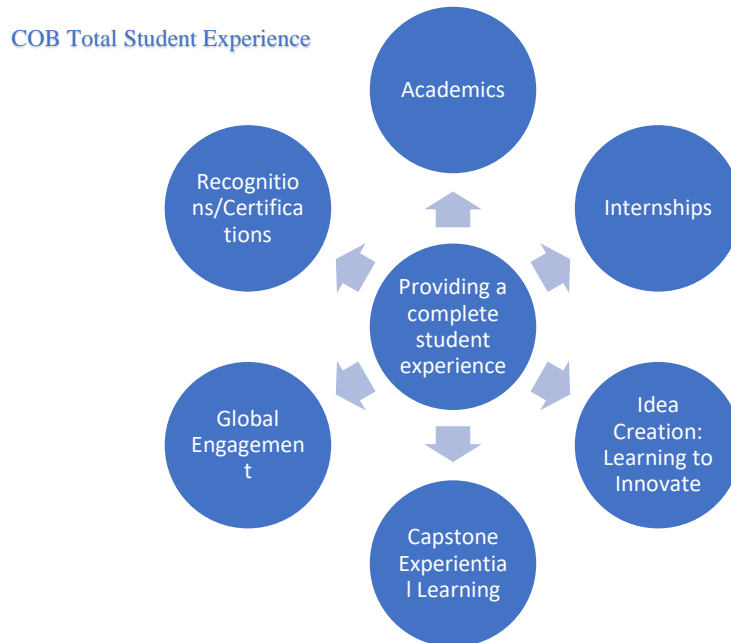 COB Total Student Experience
Academics
Internships
Idea
Creation:
Learning to
Innovate
Capstone
Experientia
l Learning
Global
Engagemen
t
Recognitio
ns/Certifica
tions
Providing a
complete
student
experience